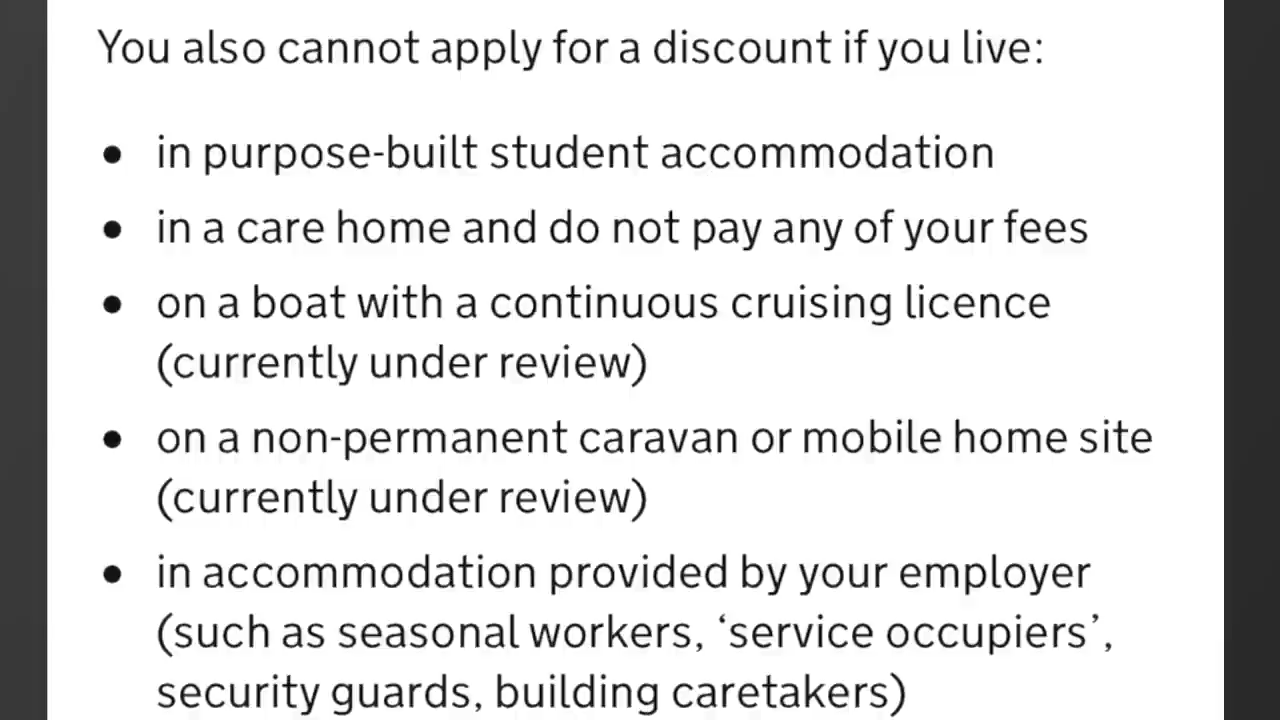 You also cannot apply for a discount if you live:
• in purpose-built student accommodation
• in a care home and do not pay any of your fees
• on a boat with a continuous cruising licence
(currently under review)
• on a non-permanent caravan or mobile home site
(currently under review)
• in accommodation provided by your employer
(such as seasonal workers, ‘service occupiers’,
security guards, building caretakers)